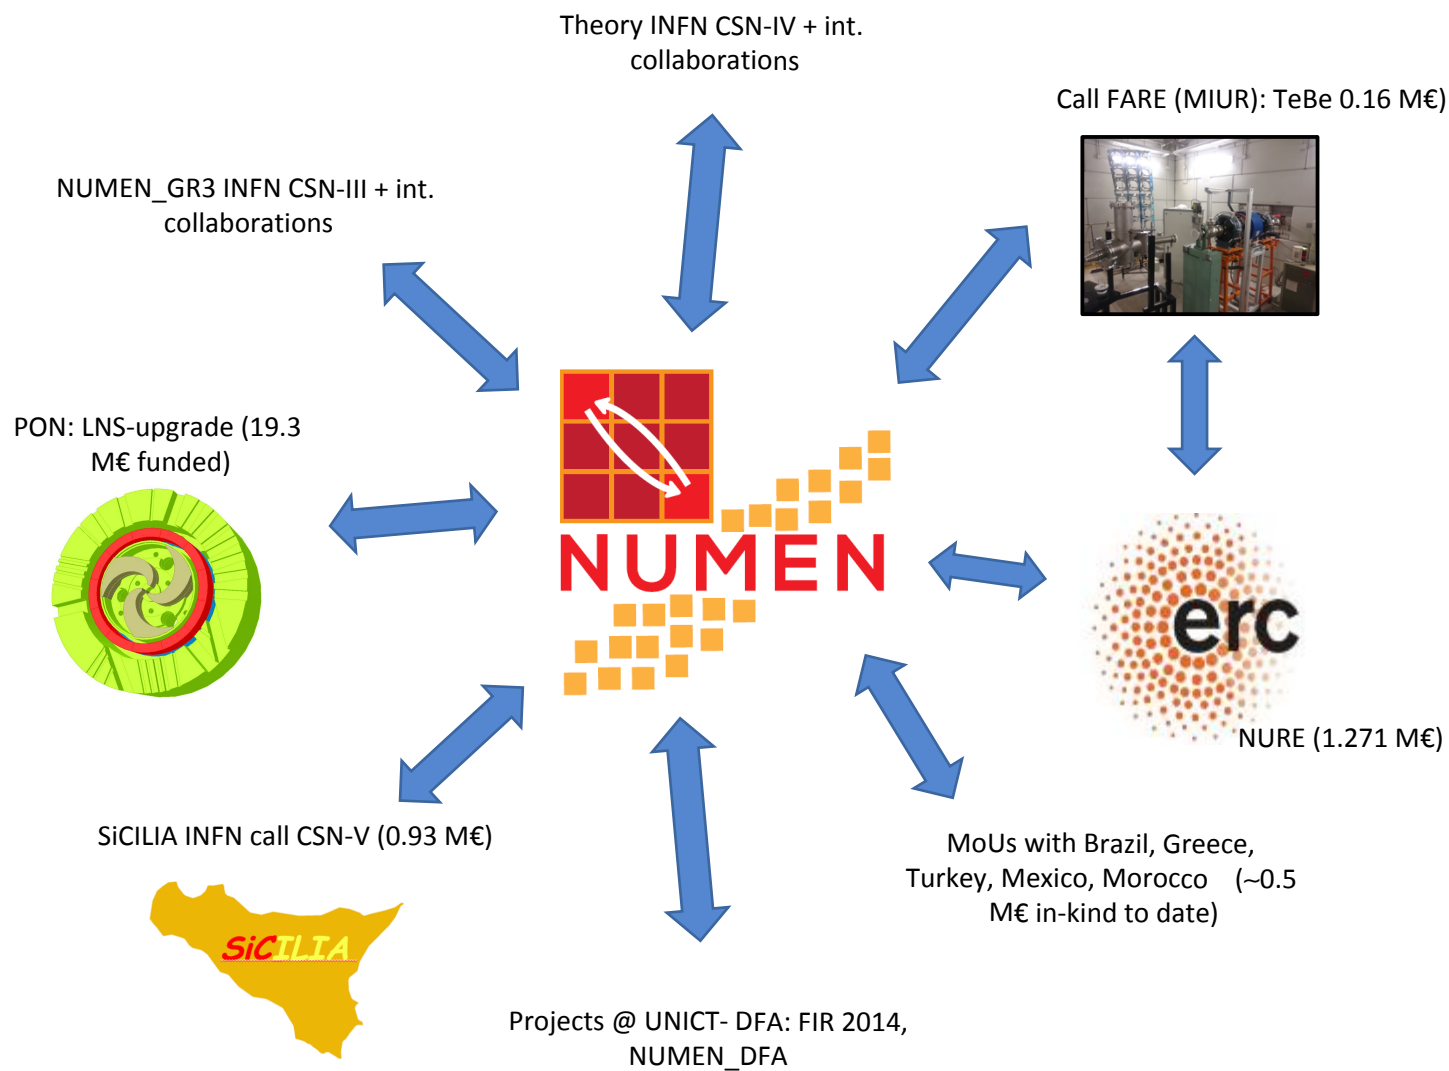 Theory INFN CSN-IV + int.
collaborations
Call FARE (MIUR): TeBe 0.16 M€)
NUMEN_GR3 INFN CSN-III + int.
collaborations
PON: LNS-upgrade (19.3
M€ funded)
NUMEN
erc
NURE (1.271 M€)
SiCILIA INFN call CSN-V (0.93 M€)
MoUs with Brazil, Greece,
Turkey, Mexico, Morocco (~0.5
M€ in-kind to date)
SiCILIA
Projects @ UNICT- DFA: FIR 2014,
NUMEN_DFA